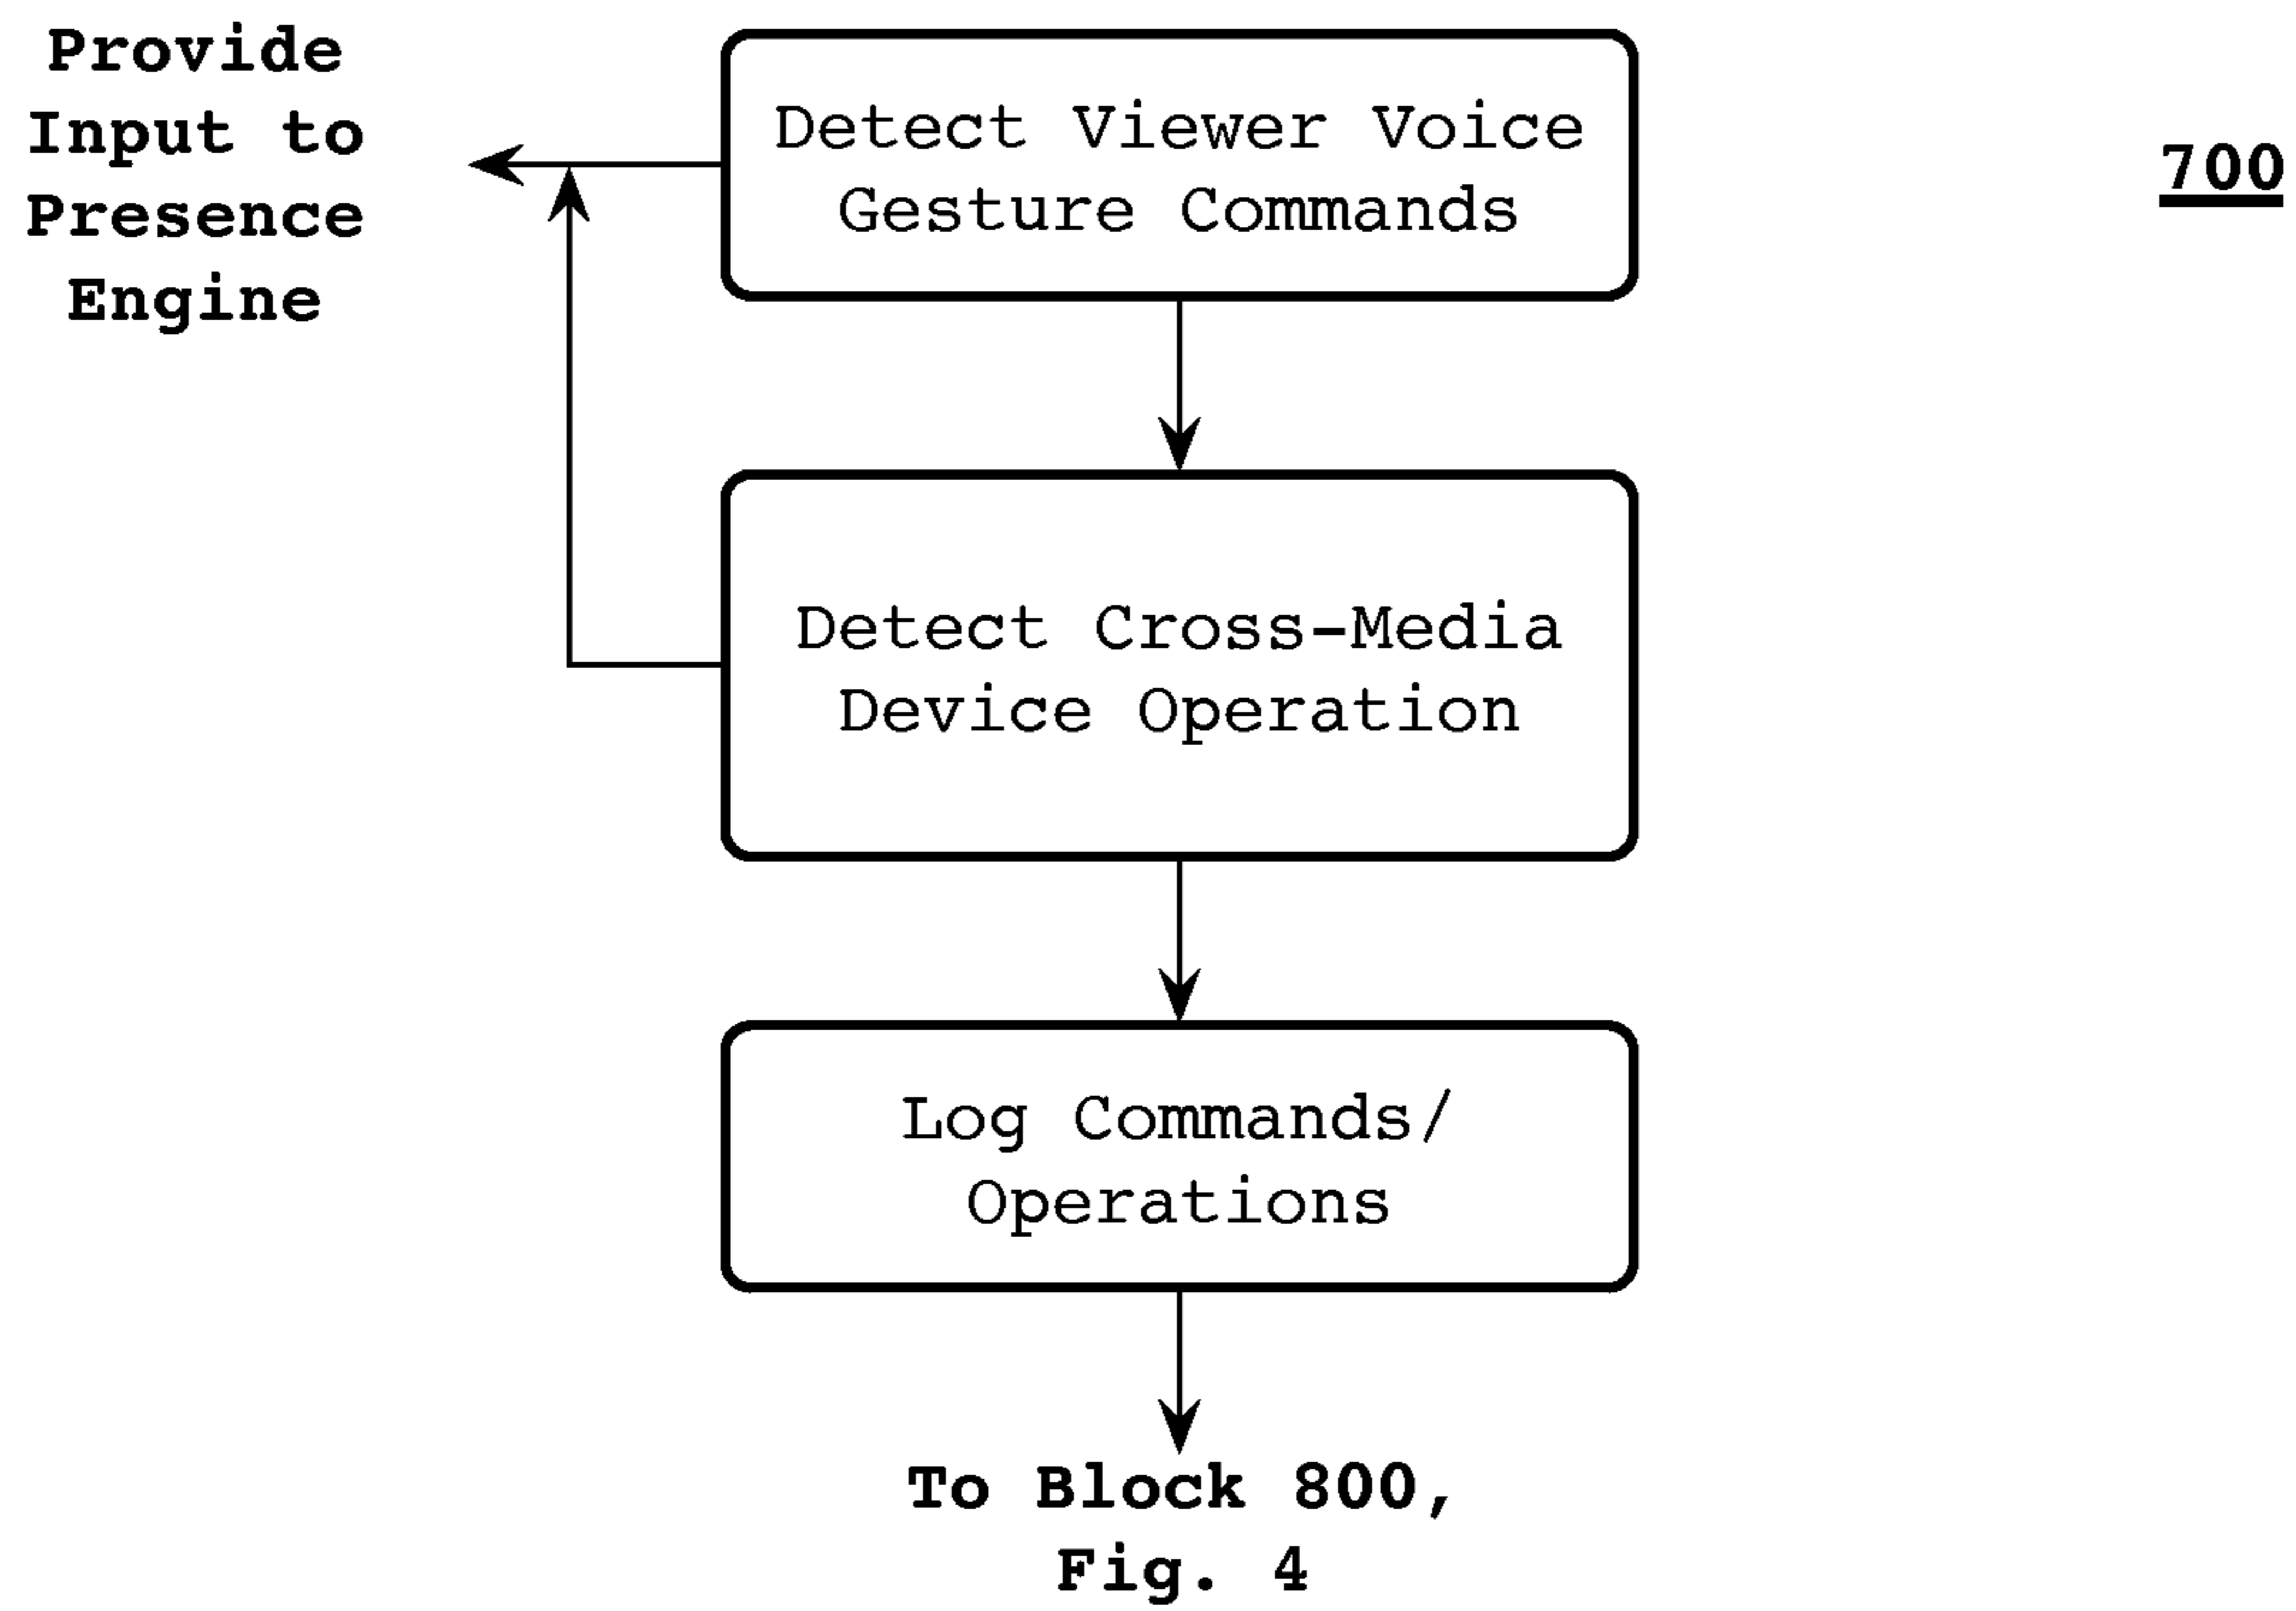 Provide
Input to
Presence
Engine
Detect Viewer Voice
Gesture Commands
700
Detect Cross-Media
Device Operation
Log Commands/
Operations
To Block 800,
Fig. 4